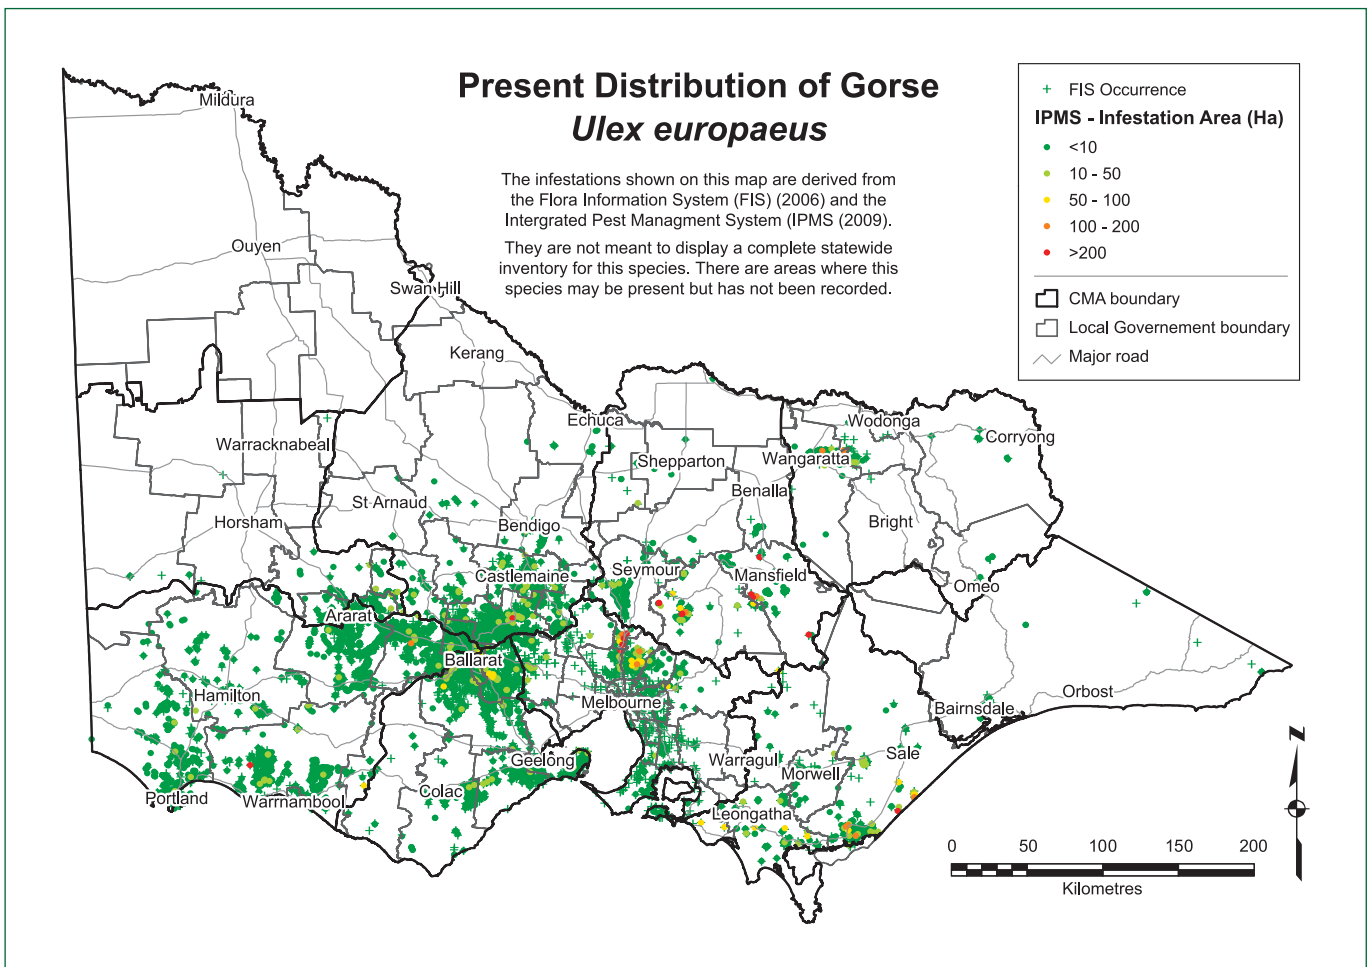 Present Distribution of Gorse
Ulex europaeus
The infestations shown on this map are derived from
the Flora Information System (FIS) (2006) and the
Intergrated Pest Managment System (IPMS (2009).
They are not meant to display a complete statewide
inventory for this species. There are areas where this
species may be present but has not been recorded.
FIS Occurrence
IPMS - Infestation Area (Ha)
<10
10 - 50
50 - 100
100 - 200
>200
CMA boundary
Local Governement boundary
Major road
Mildura
Ouyen
Swan Hill
Kerang
Echuca
Wodonga
Corryong
Warracknabeal
Shepparton
Wangaratta
Benalla
St Arnaud
Horsham
Bendigo
Bright
Castlemaine
Seymour
Mansfield
Omeo
Ararat
Ballarat
Hamilton
Melbourne
Orbost
Bairnsdale
Geelong
Warragul
Sale
Morwell
Portland
Warrnambool
Colac
Leongatha
Z
0 50 100 150 200
Kilometres